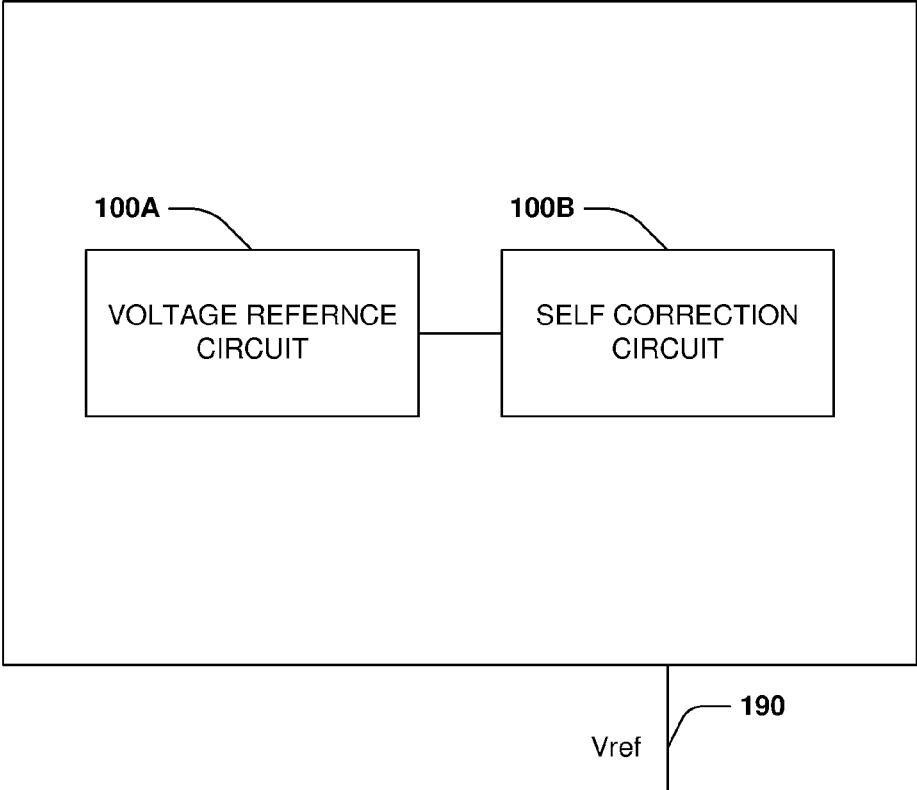 100A
100B
VOLTAGE REFERNCE
CIRCUIT
SELF CORRECTION
CIRCUIT
190
Vref